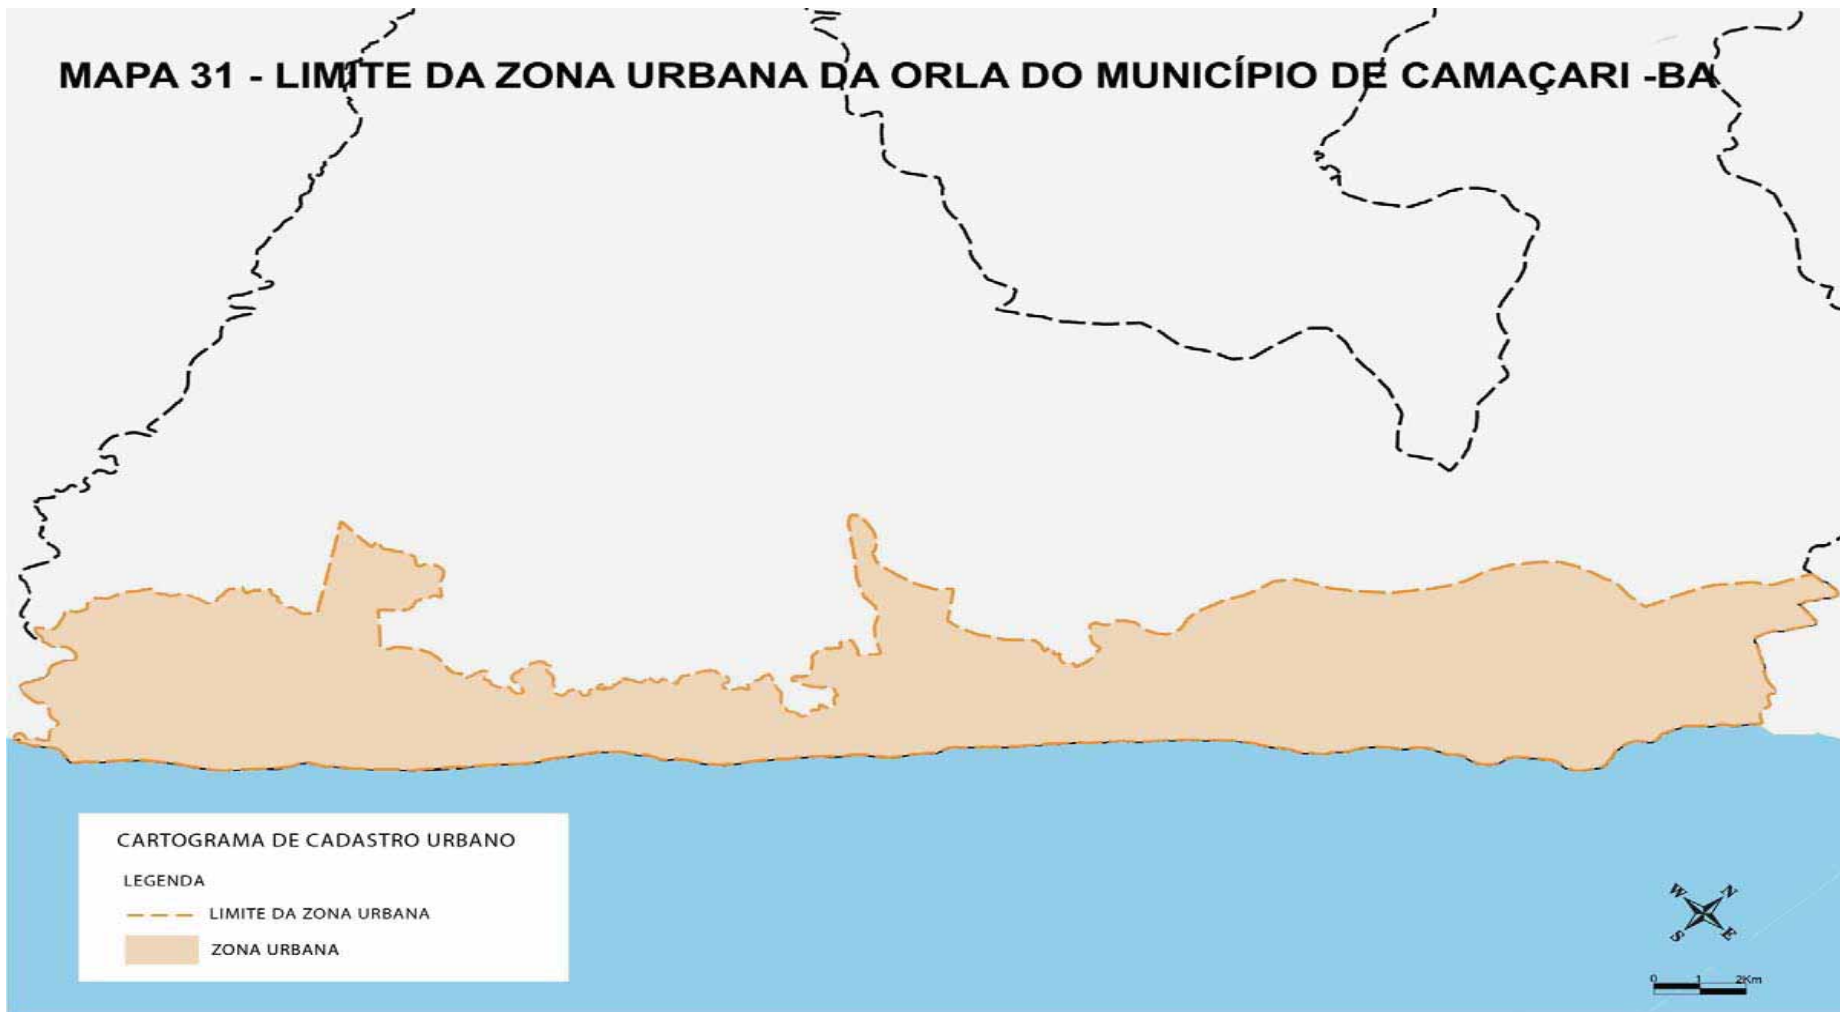 MAPA 31 - LIMITE DA ZONA URBANA DA ORLA DO MUNICÍPIO DE CAMAÇARI -BA
CARTOGRAMA DE CADASTRO URBANO
LEGENDA
LIMITE DA ZONA URBANA
ZONA URBANA
W N
S E
0 1 2Km